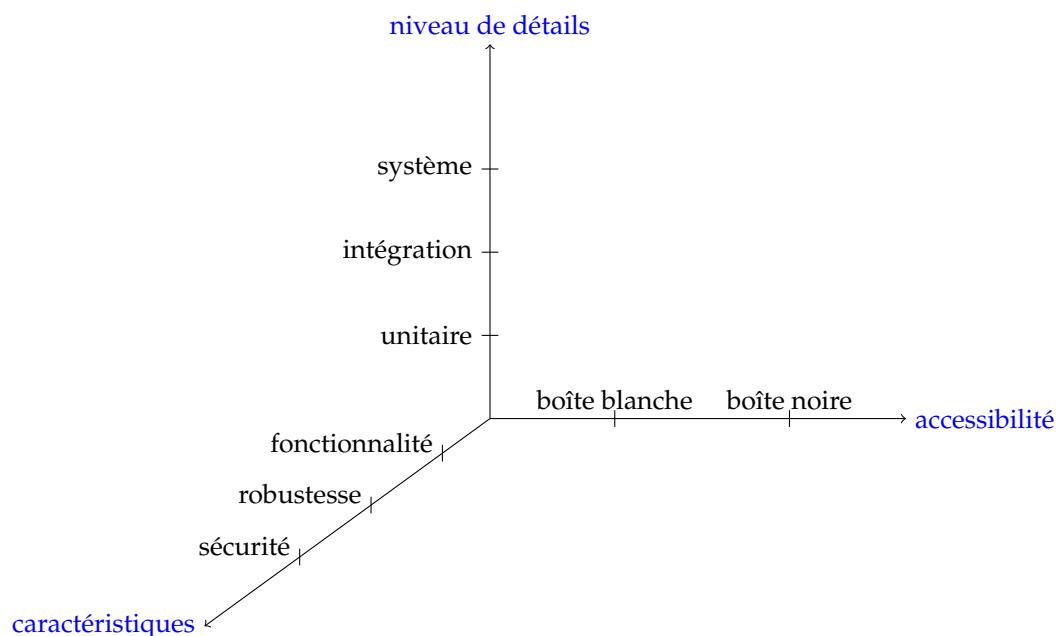 niveau de détails
système
intégration
unitaire
boîte blanche
boîte noire
accessibilité
fonctionnalité
robustesse
sécurité
caractéristiques